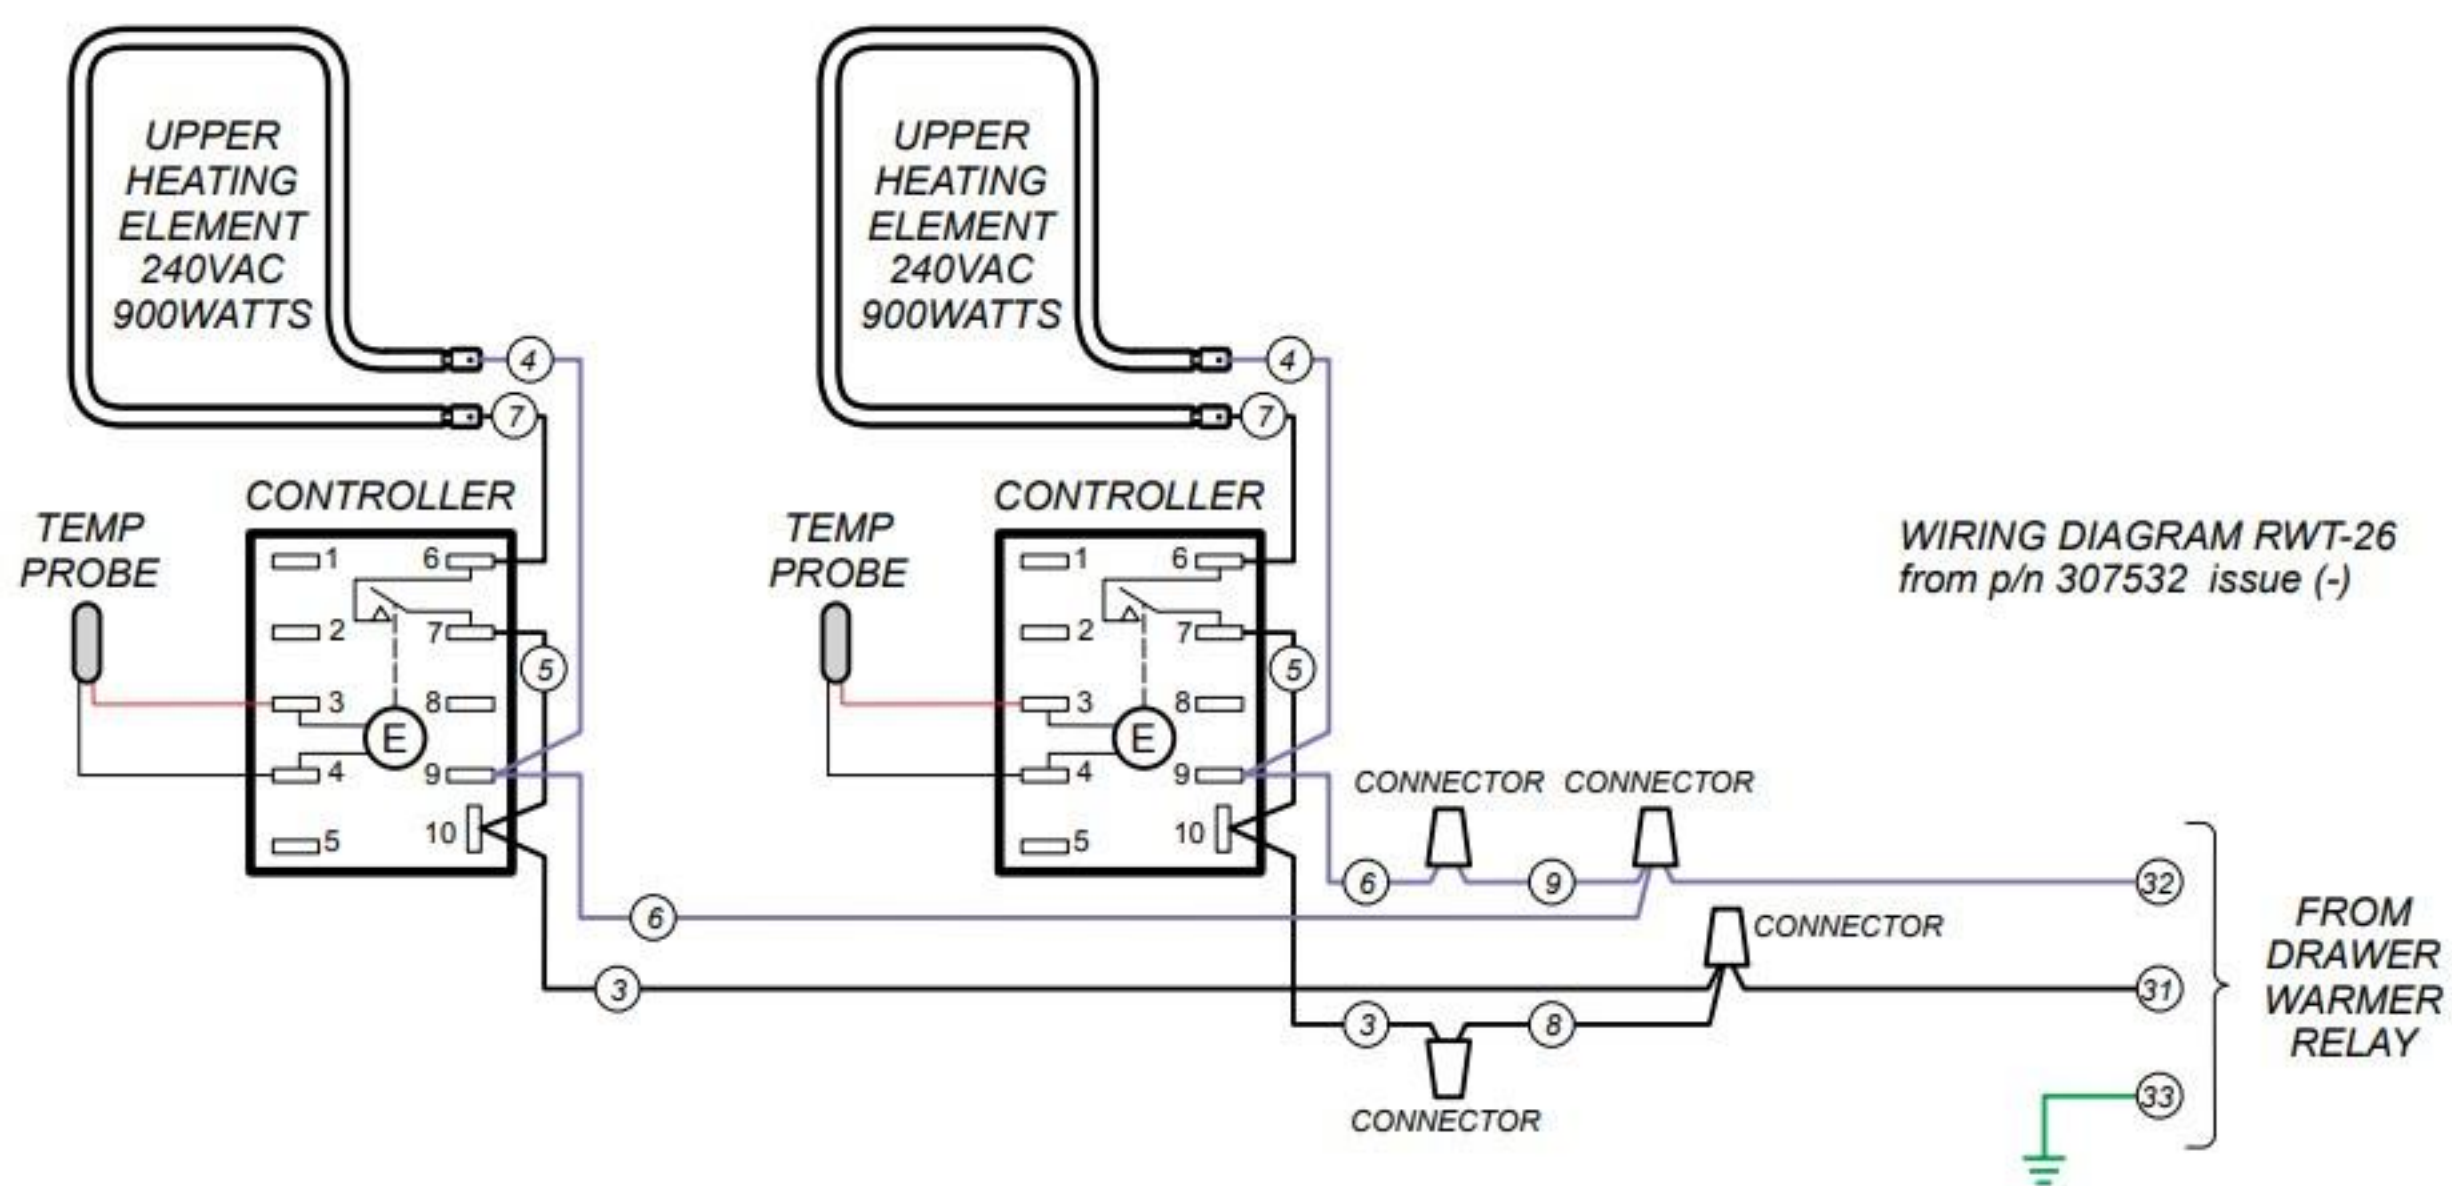 UPPER
HEATING
ELEMENT
240VAC
900WATTS
4
7
UPPER
HEATING
ELEMENT
240VAC
900WATTS
4
7
CONTROLLER
TEMP
PROBE
1
6
2
7
5
3
8
E
4
9
5
10
CONTROLLER
TEMP
PROBE
1
6
2
7
5
3
8
E
4
9
5
10
WIRING DIAGRAM RWT-26
from p/n 307532 issue (-)
CONNECTOR
CONNECTOR
6
9
32
6
CONNECTOR
3
31
3
8
CONNECTOR
33
FROM
DRAWER
WARMER
RELAY